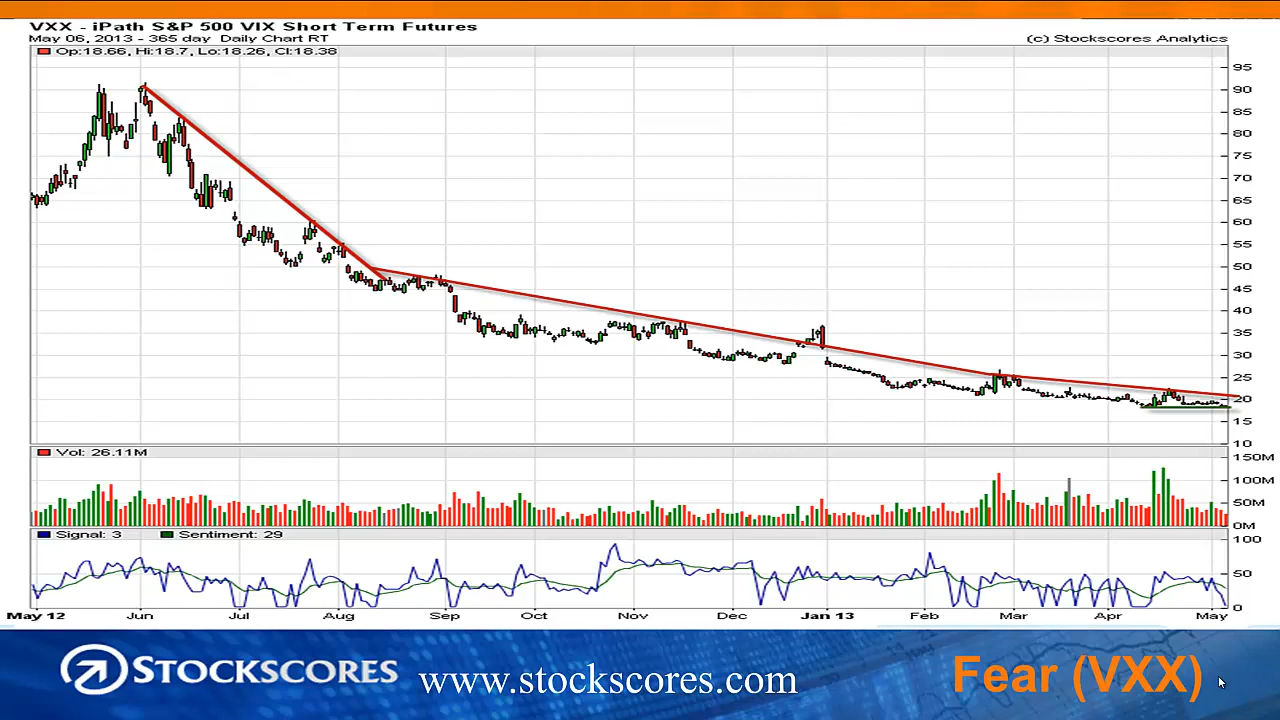 VXX - iPath S&P 500 VIX Short Term Futures
May 06, 2013 - 365 day Daily Chart RT (c) Stockscores Analytics
Op:18.66, Hi:18.7, Lo:18.26, Cl:18.38
95
90
85
80
75
70
65
60
55
50
45
40
35
30
25
20
15
10
Vol: 26.11M
150M
100M
50M
0M
Signal: 3 Sentiment: 29
100
50
0
May 12 Jun Jul Aug Sep Oct Nov Dec Jan 13 Feb Mar Apr May
STOCKSCORES www.stockscores.com Fear (VXX)